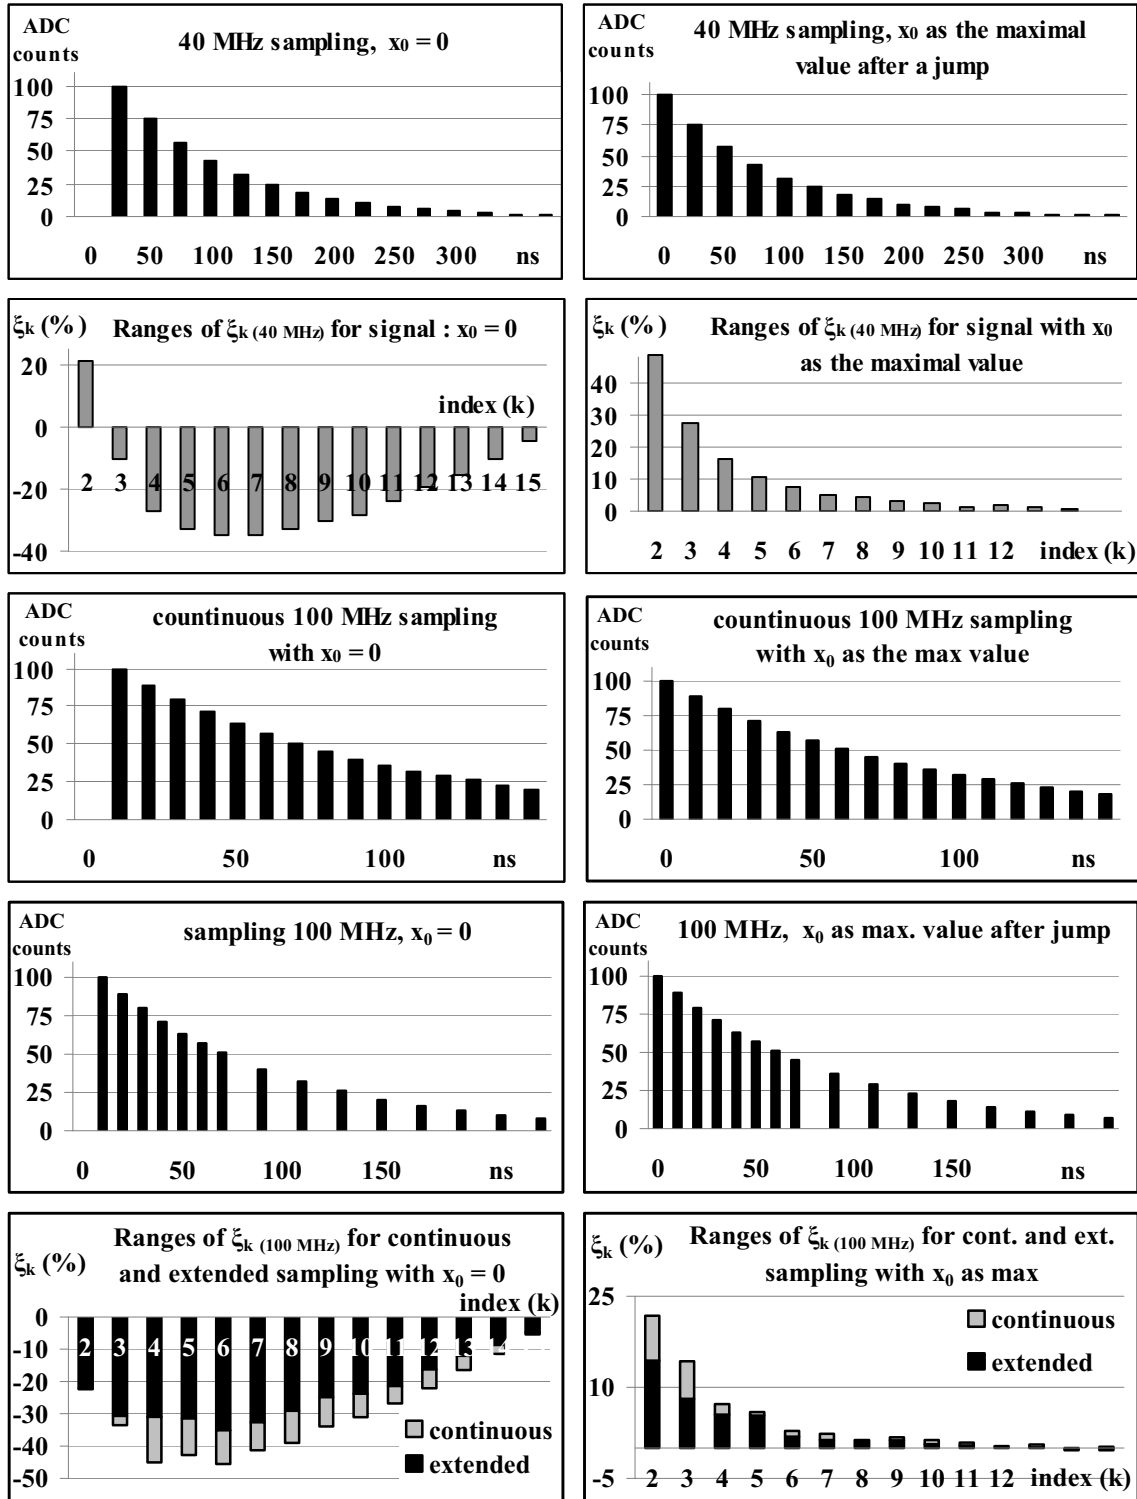 ADC
counts
40 MHz sampling, x0 = 0
100
75
50
25
0
0 50 100 150 200 250 300 ns
ADC
counts
40 MHz sampling, x0 as the maximal
value after a jump
100
75
50
25
0
0 50 100 150 200 250 300 ns
ξk (%)
Ranges of ξk (40 MHz) for signal : x0 = 0
20
0
-20
-40
index (k)
2 3 4 5 6 7 8 9 10 11 12 13 14 15
ξk (%)
Ranges of ξk (40 MHz) for signal with x0
as the maximal value
40
30
20
10
0
2 3 4 5 6 7 8 9 10 11 12 index (k)
ADC
counts
countinuous 100 MHz sampling
with x0 = 0
100
75
50
25
0
0 50 100 ns
ADC
counts
countinuous 100 MHz sampling
with x0 as the max value
100
75
50
25
0
0 50 100 ns
ADC
counts
sampling 100 MHz, x0 = 0
100
75
50
25
0
0 50 100 150 ns
ADC
counts
100 MHz, x0 as max. value after jump
100
75
50
25
0
0 50 100 150 ns
ξk (%)
Ranges of ξk (100 MHz) for continuous
and extended sampling with x0 = 0
index (k)
0
-10
-20
-30
-40
-50
2 3 4 5 6 7 8 9 10 11 12 13 14
continuous
extended
ξk (%)
Ranges of ξk (100 MHz) for cont. and ext.
sampling with x0 as max
25
10
-5
continuous
extended
2 3 4 5 6 7 8 9 10 11 12 index (k)